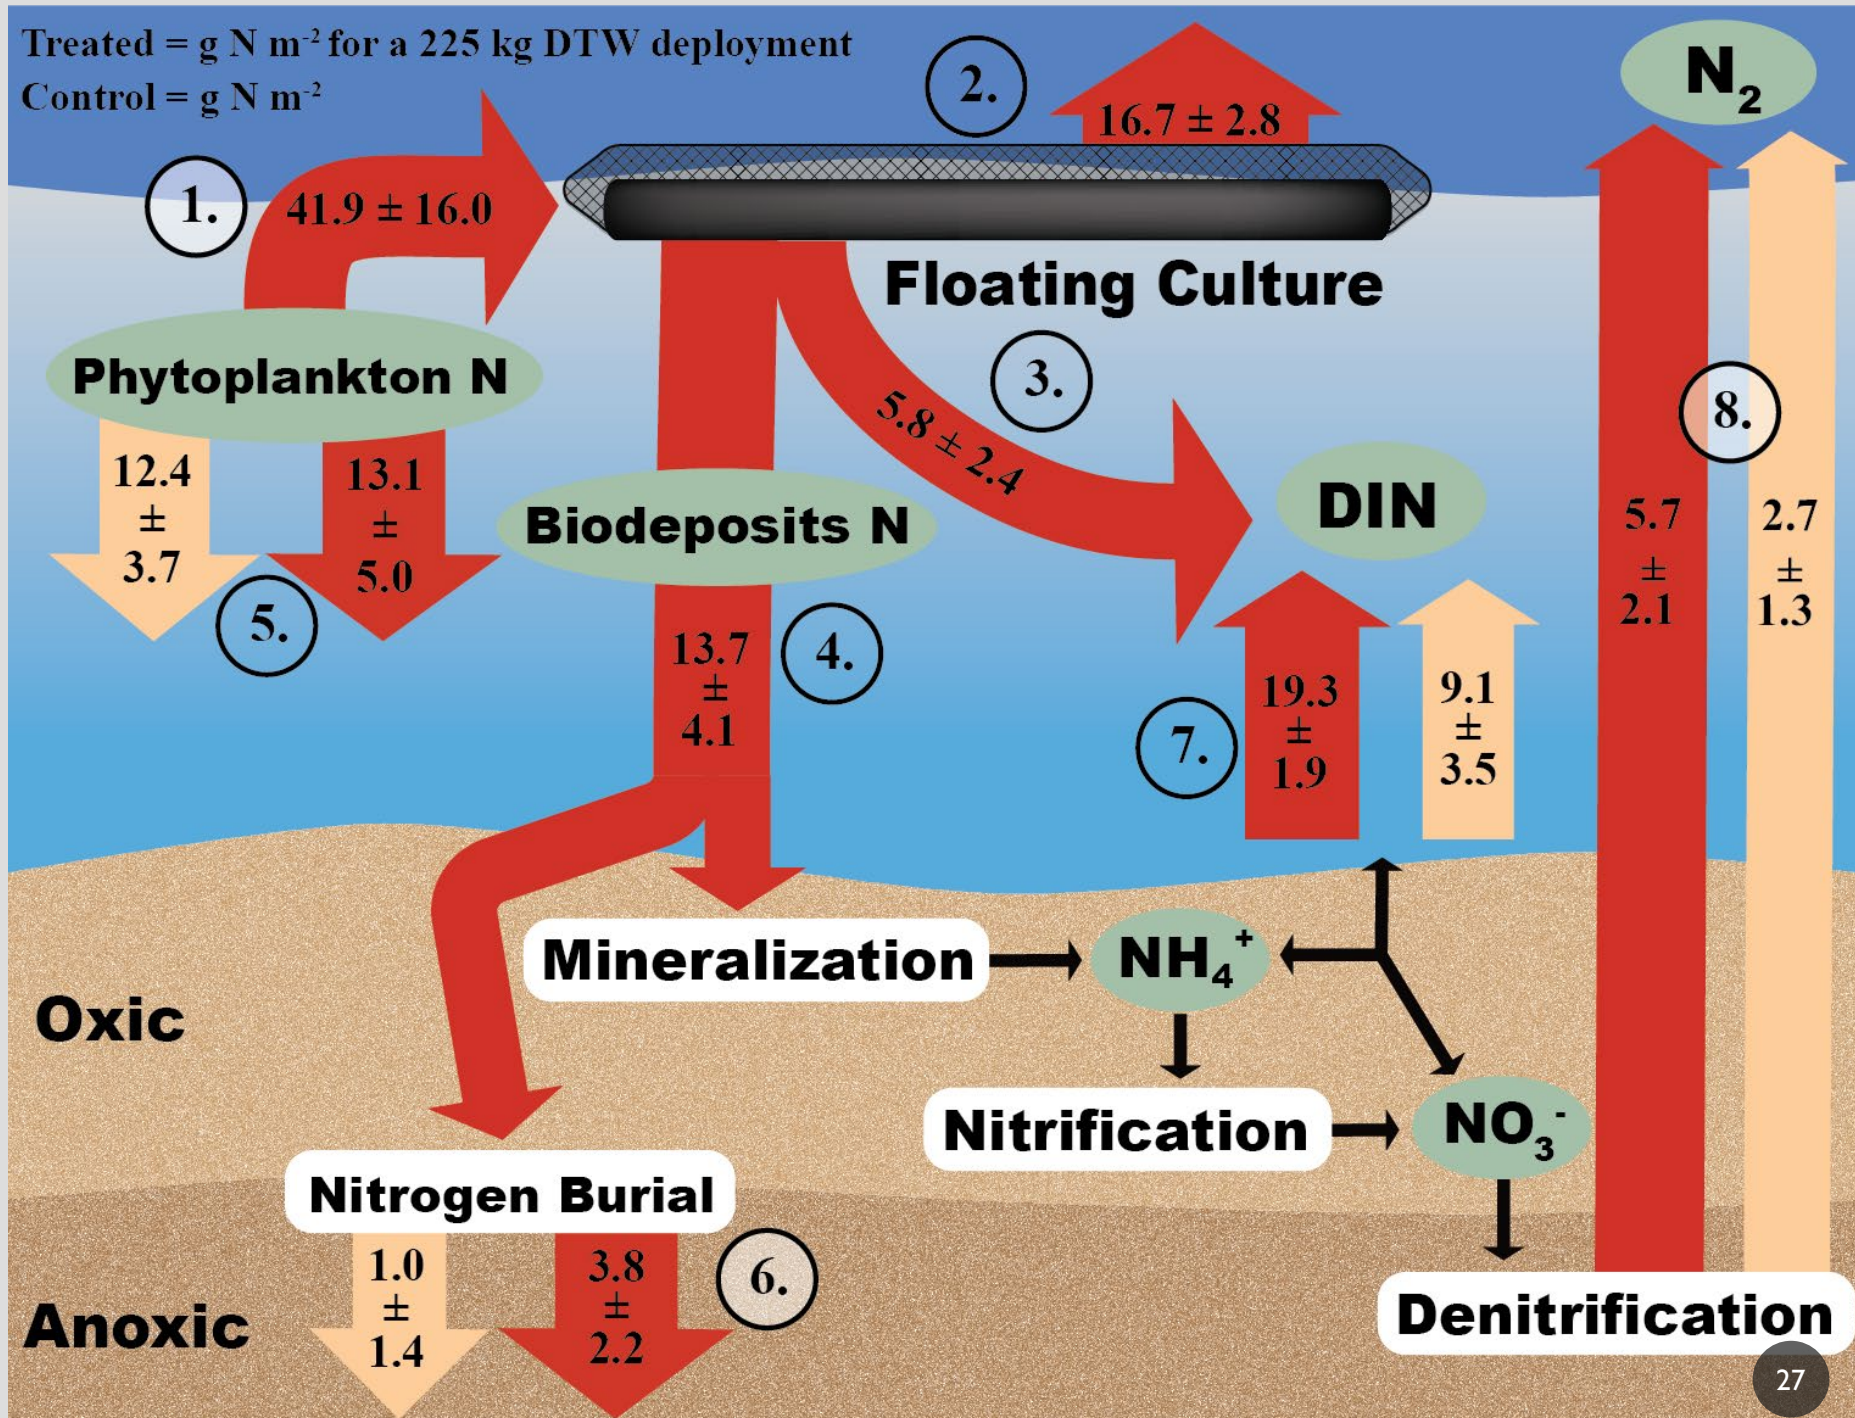 Treated = g N m⁻² for a 225 kg DTW deployment
Control = g N m⁻²
1.
41.9 ± 16.0
2.
16.7 ± 2.8
N₂
Floating Culture
Phytoplankton N
3.
5.8 ± 2.4
12.4
±
3.7
13.1
±
5.0
5.
Biodeposits N
13.7
±
4.1
4.
DIN
7.
19.3
±
1.9
9.1
±
3.5
8.
5.7
±
2.1
2.7
±
1.3
Oxic
Mineralization
NH₄⁺
Nitrification
NO₃⁻
Nitrogen Burial
1.0
±
1.4
3.8
±
2.2
6.
Anoxic
Denitrification
27